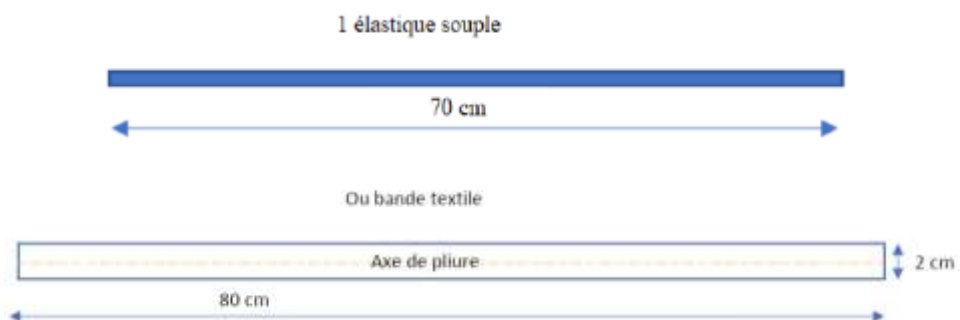 1 élastique souple
70 cm
Ou bande textile
Axe de pliure
2 cm
80 cm